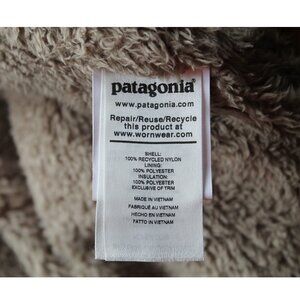 patagonia®
www.patagonia.com
Repair/Reuse/Recycle
this product at
www.wornwear.com
SHELL:
100% RECYCLED NYLON
LINING:
100% POLYESTER
INSULATION:
100% POLYESTER
EXCLUSIVE OF TRIM
MADE IN VIETNAM
FABRIQUÉ AU VIETNAM
HECHO EN VIETNAM
FATTO IN VIETNAM